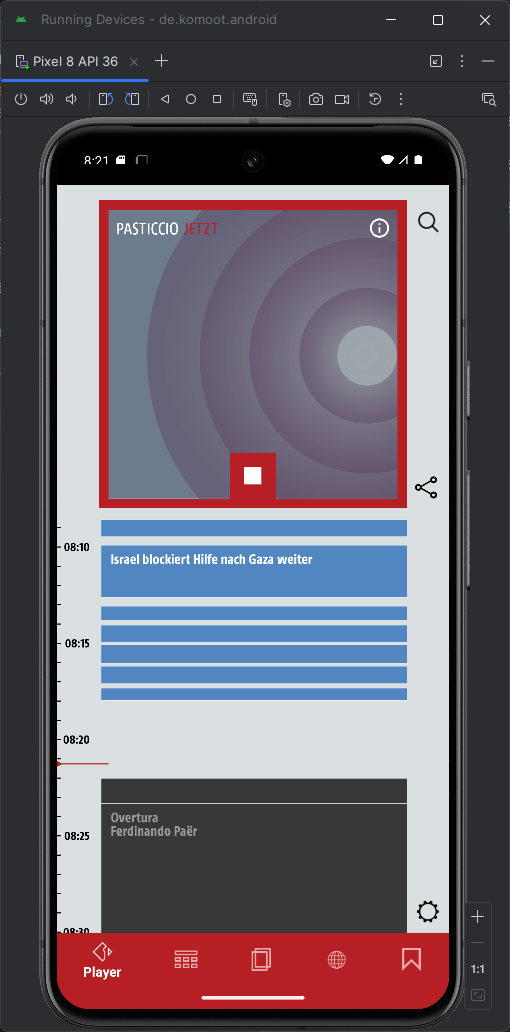 Running Devices - de.komoot.android
Pixel 8 API 36
8:21
PASTICCIO JETZT
08:10
Israel blockiert Hilfe nach Gaza weiter
08:15
08:20
08:25
Overtura
Ferdinando Paër
08:30
Player
1:1